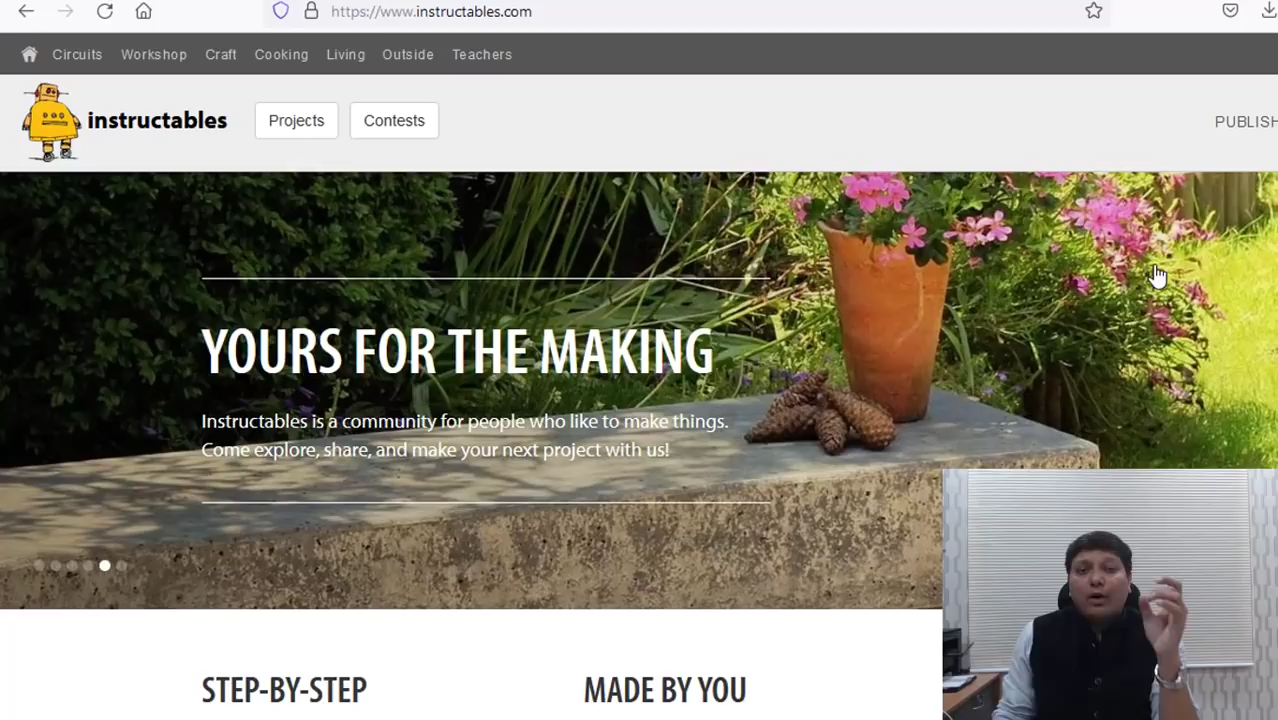 https://www.instructables.com
Circuits Workshop Craft Cooking Living Outside Teachers
instructables Projects Contests PUBLISH
YOURS FOR THE MAKING
Instructables is a community for people who like to make things.
Come explore, share, and make your next project with us!
STEP-BY-STEP MADE BY YOU